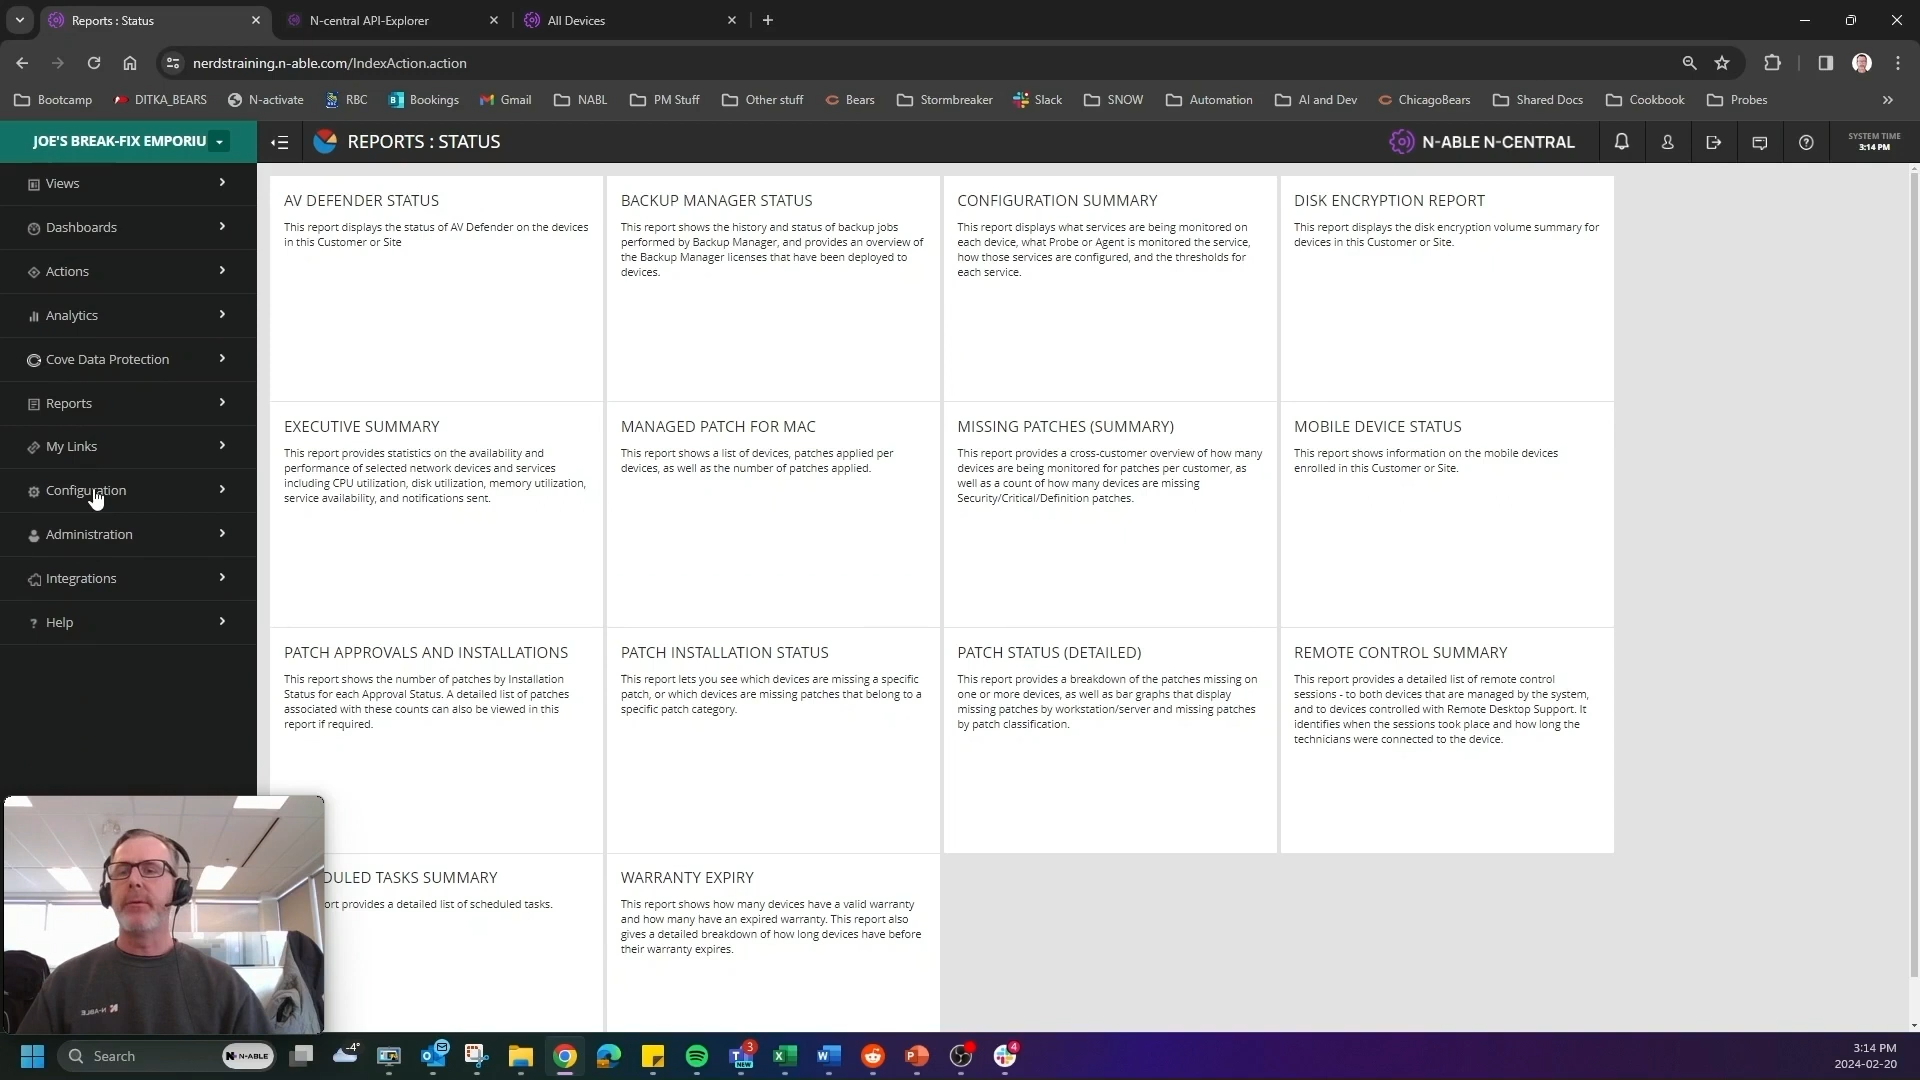 Reports : Status
N-central API-Explorer
All Devices
nerdstraining.n-able.com/IndexAction.action
Bootcamp
DITKA_BEARS
N-activate
RBC
Bookings
Gmail
NABL
PM Stuff
Other stuff
Bears
Stormbreaker
Slack
SNOW
Automation
AI and Dev
ChicagoBears
Shared Docs
Cookbook
Probes
»
JOE'S BREAK-FIX EMPORIU
REPORTS : STATUS
N-ABLE N-CENTRAL
SYSTEM TIME
3:14 PM
Views
Dashboards
Actions
Analytics
Cove Data Protection
Reports
My Links
Configuration
Administration
Integrations
Help
AV DEFENDER STATUS
This report displays the status of AV Defender on the devices
in this Customer or Site
BACKUP MANAGER STATUS
This report shows the history and status of backup jobs
performed by Backup Manager, and provides an overview of
the Backup Manager licenses that have been deployed to
devices.
CONFIGURATION SUMMARY
This report displays what services are being monitored on
each device, what Probe or Agent is monitored the service,
how those services are configured, and the thresholds for
each service.
DISK ENCRYPTION REPORT
This report displays the disk encryption volume summary for
devices in this Customer or Site.
EXECUTIVE SUMMARY
This report provides statistics on the availability and
performance of selected network devices and services
including CPU utilization, disk utilization, memory utilization,
service availability, and notifications sent.
MANAGED PATCH FOR MAC
This report shows a list of devices, patches applied per
devices, as well as the number of patches applied.
MISSING PATCHES (SUMMARY)
This report provides a cross-customer overview of how many
devices are being monitored for patches per customer, as
well as a count of how many devices are missing
Security/Critical/Definition patches.
MOBILE DEVICE STATUS
This report shows information on the mobile devices
enrolled in this Customer or Site.
PATCH APPROVALS AND INSTALLATIONS
This report shows the number of patches by Installation
Status for each Approval Status. A detailed list of patches
associated with these counts can also be viewed in this
report if required.
PATCH INSTALLATION STATUS
This report lets you see which devices are missing a specific
patch, or which devices are missing patches that belong to a
specific patch category.
PATCH STATUS (DETAILED)
This report provides a breakdown of the patches missing on
one or more devices, as well as bar graphs that display
missing patches by workstation/server and missing patches
by patch classification.
REMOTE CONTROL SUMMARY
This report provides a detailed list of remote control
sessions - to both devices that are managed by the system,
and to devices controlled with Remote Desktop Support. It
identifies when the sessions took place and how long the
technicians were connected to the device.
DULED TASKS SUMMARY
ort provides a detailed list of scheduled tasks.
WARRANTY EXPIRY
This report shows how many devices have a valid warranty
and how many have an expired warranty. This report also
gives a detailed breakdown of how long devices have before
their warranty expires.
Search
N-ABLE
-4°
3
NEW
4
3:14 PM
2024-02-20